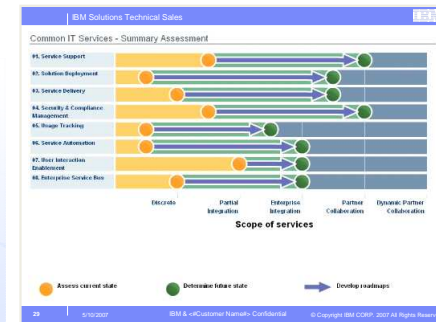 IBM Solutions Technical Sales
IBM
Common IT Services - Summary Assessment
#1. Service Support
#2. Solution Deployment
#3. Service Delivery
#4. Security & Compliance
Management
#5. Usage Tracking
#6. Service Automation
#7. User Interaction
Enablement
#8. Enterprise Service Bus
Discrete
Partial
Integration
Enterprise
Integration
Partner
Collaboration
Dynamic Partner
Collaboration
Scope of services
Assess current state
Determine future state
Develop roadmaps
29
5/10/2007
IBM & <#Customer Name#> Confidential
© Copyright IBM CORP. 2007 All Rights Reserv